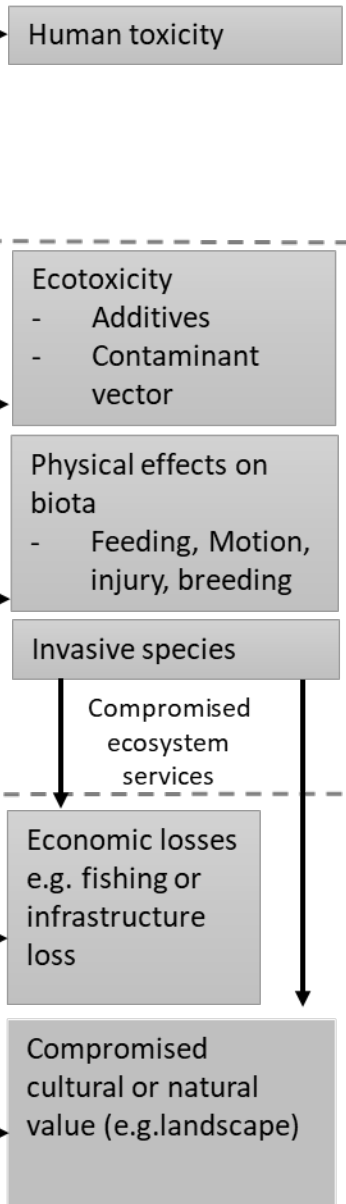 Human toxicity
Ecotoxicity
- Additives
- Contaminant
vector
Physical effects on
biota
- Feeding, Motion,
injury, breeding
Invasive species
Compromised
ecosystem
services
Economic losses
e.g. fishing or
infrastructure
loss
Compromised
cultural or natural
value (e.g.landscape)